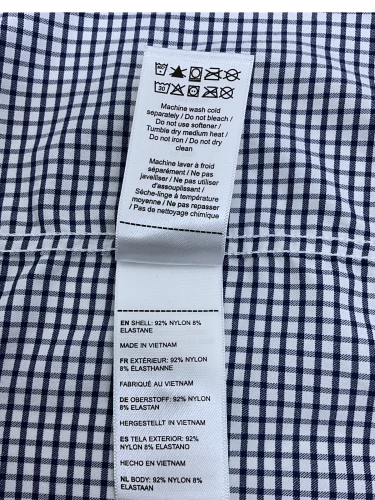 Machine wash cold
separately / Do not bleach /
Do not use softener /
Tumble dry medium heat /
Do not iron / Do not dry
clean
Machine laver à froid
séparément / Ne pas
javelliser / Ne pas utiliser
d'assouplissant /
Sèche-linge à température
moyenne / Ne pas repasser
/ Pas de nettoyage chimique
EN SHELL: 92% NYLON 8%
ELASTANE
MADE IN VIETNAM
FR EXTÉRIEUR: 92% NYLON
8% ÉLASTHANNE
FABRIQUÉ AU VIETNAM
DE OBERSTOFF: 92% NYLON
8% ELASTAN
HERGESTELLT IN VIETNAM
ES TELA EXTERIOR: 92%
NYLON 8% ELASTANO
HECHO EN VIETNAM
NL BODY: 92% NYLON 8%
ELASTAAN